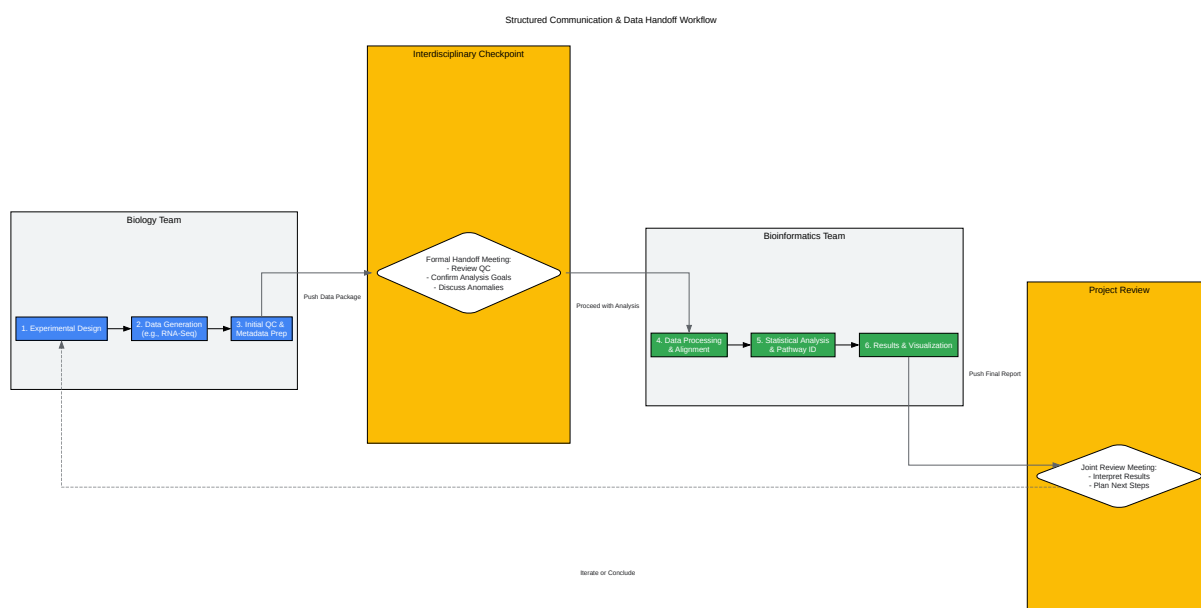 Structured Communication & Data Handoff Workflow
Interdisciplinary Checkpoint
Formal Handoff Meeting:
- Review QC
- Confirm Analysis Goals
- Discuss Anomalies
Biology Team
1. Experimental Design
2. Data Generation
(e.g., RNA-Seq)
3. Initial QC &
Metadata Prep
Push Data Package
Proceed with Analysis
Bioinformatics Team
4. Data Processing
& Alignment
5. Statistical Analysis
& Pathway ID
6. Results & Visualization
Push Final Report
Project Review
Joint Review Meeting:
- Interpret Results
- Plan Next Steps
Iterate or Conclude